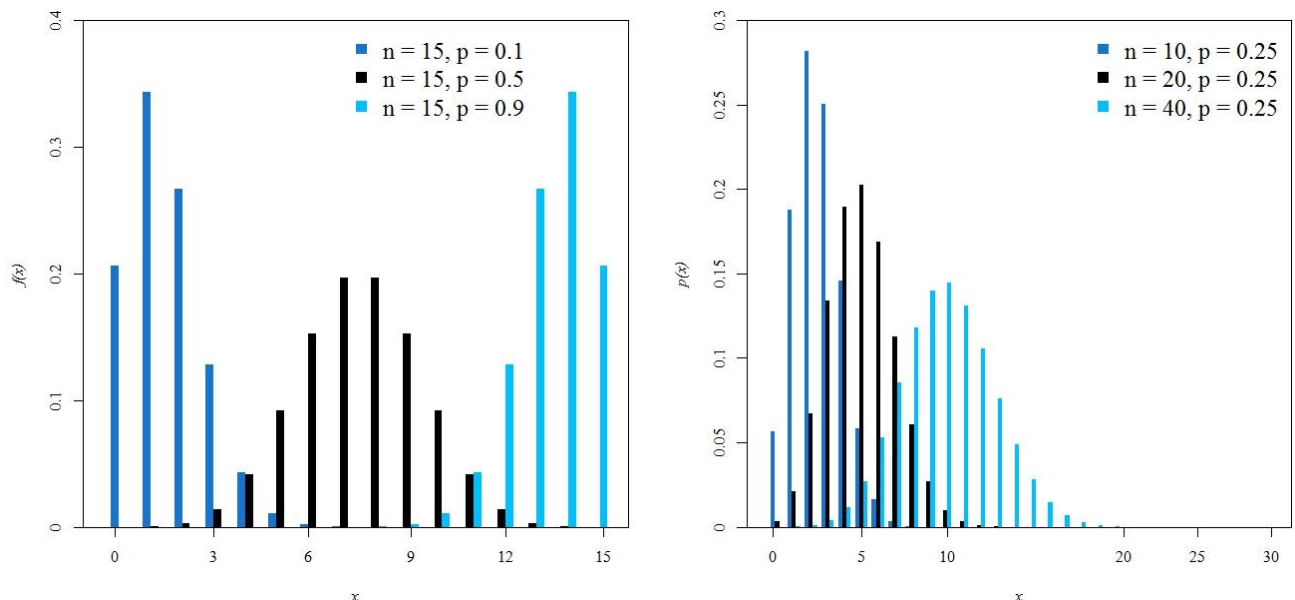 0.4
0.3
0.2
0.1
0
f(x)
n = 15, p = 0.1
n = 15, p = 0.5
n = 15, p = 0.9
0 3 6 9 12 15
x
0.3
0.25
0.2
0.15
0.1
0.05
0
p(x)
n = 10, p = 0.25
n = 20, p = 0.25
n = 40, p = 0.25
0 5 10 20 25 30
x